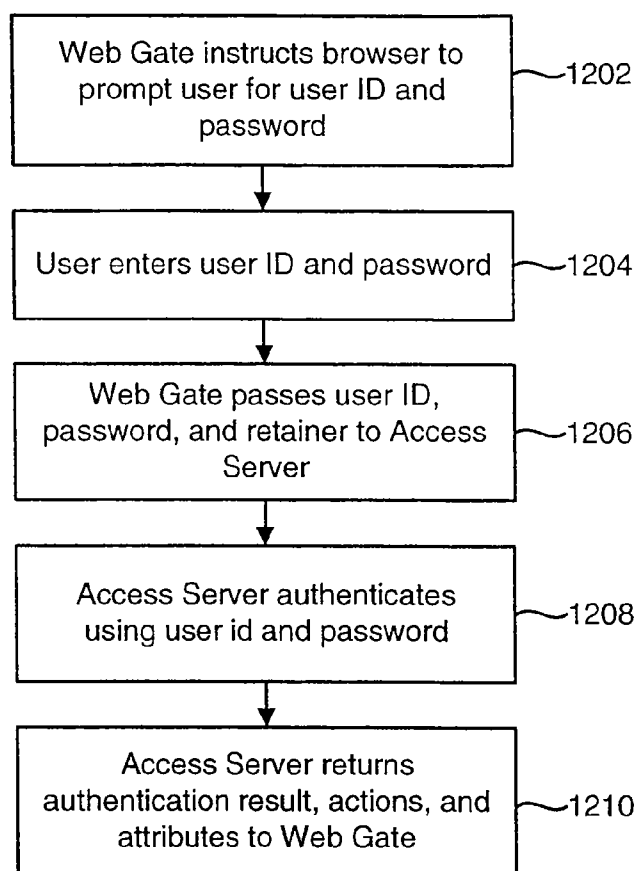 Web Gate instructs browser to
prompt user for user ID and
password
1202
User enters user ID and password
1204
Web Gate passes user ID,
password, and retainer to Access
Server
1206
Access Server authenticates
using user id and password
1208
Access Server returns
authentication result, actions, and
attributes to Web Gate
1210